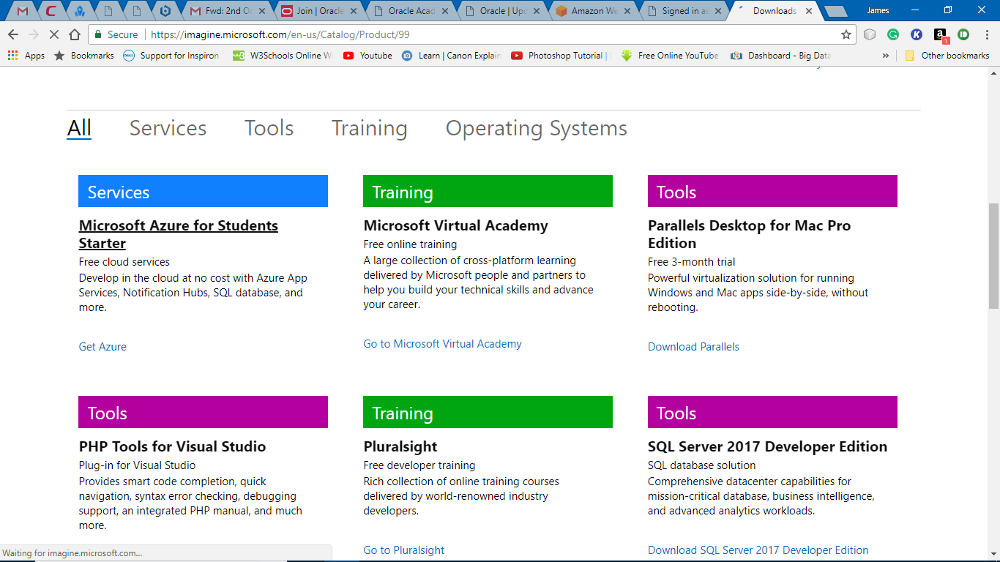 Fwd: 2nd O
Join | Oracle
Oracle Acad
Oracle | Upc
Amazon We
Signed in as
Downloads
James
Secure
https://imagine.microsoft.com/en-us/Catalog/Product/99
Apps
Bookmarks
Support for Inspiron
W3Schools Online W
Youtube
Learn | Canon Explain
Photoshop Tutorial |
Free Online YouTube
Dashboard - Big Data
»
Other bookmarks
All Services Tools Training Operating Systems
Services
Microsoft Azure for Students
Starter
Free cloud services
Develop in the cloud at no cost with Azure App
Services, Notification Hubs, SQL database, and
more.
Get Azure
Training
Microsoft Virtual Academy
Free online training
A large collection of cross-platform learning
delivered by Microsoft people and partners to
help you build your technical skills and advance
your career.
Go to Microsoft Virtual Academy
Tools
Parallels Desktop for Mac Pro
Edition
Free 3-month trial
Powerful virtualization solution for running
Windows and Mac apps side-by-side, without
rebooting.
Download Parallels
Tools
PHP Tools for Visual Studio
Plug-in for Visual Studio
Provides smart code completion, quick
navigation, syntax error checking, debugging
support, an integrated PHP manual, and much
more.
Training
Pluralsight
Free developer training
Rich collection of online training courses
delivered by world-renowned industry
developers.
Go to Pluralsight
Tools
SQL Server 2017 Developer Edition
SQL database solution
Comprehensive datacenter capabilities for
mission-critical database, business intelligence,
and advanced analytics workloads.
Download SQL Server 2017 Developer Edition
Waiting for imagine.microsoft.com...